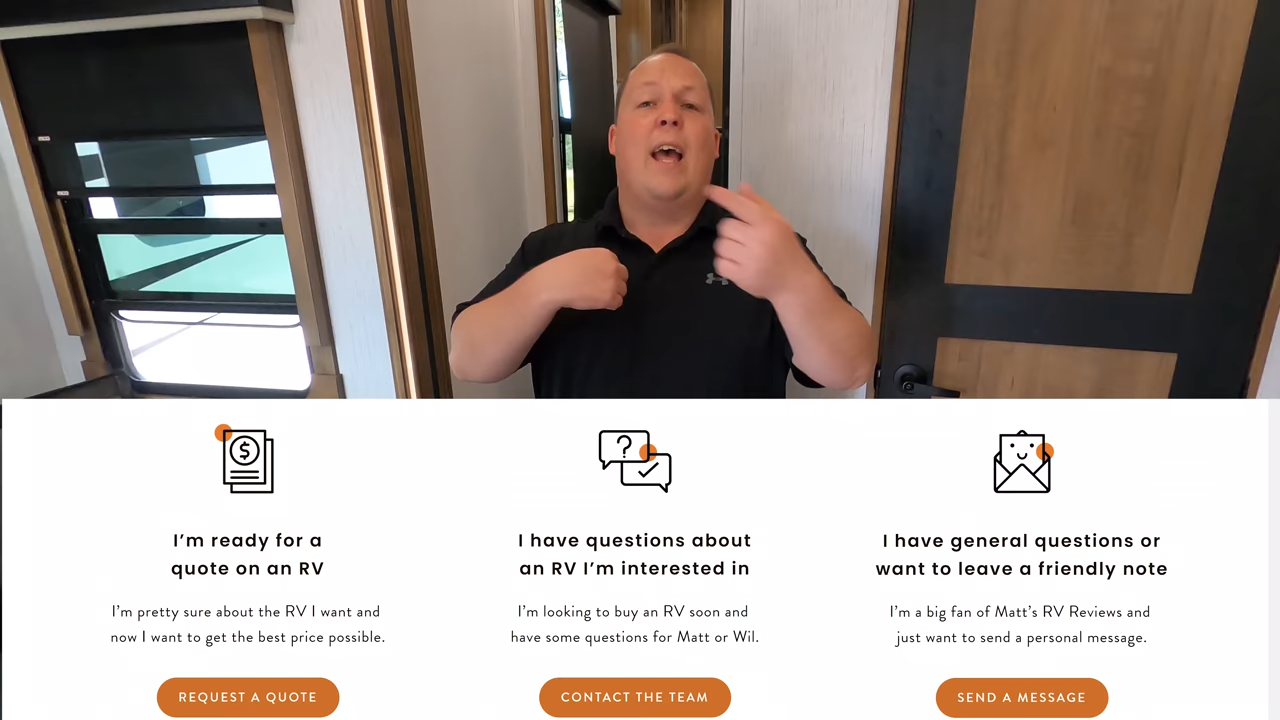 I'm ready for a
quote on an RV
I'm pretty sure about the RV I want and
now I want to get the best price possible.
REQUEST A QUOTE
I have questions about
an RV I'm interested in
I'm looking to buy an RV soon and
have some questions for Matt or Wil.
CONTACT THE TEAM
I have general questions or
want to leave a friendly note
I'm a big fan of Matt's RV Reviews and
just want to send a personal message.
SEND A MESSAGE